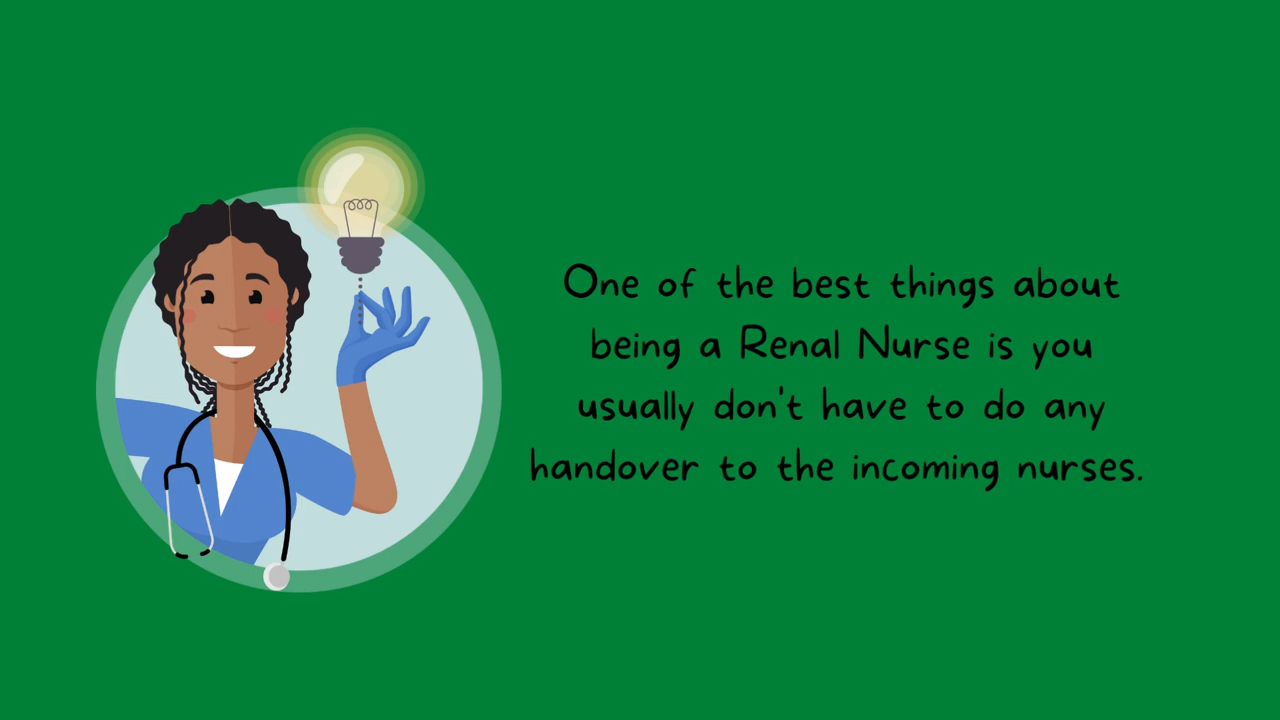 One of the best things about
being a Renal Nurse is you
usually don't have to do any
handover to the incoming nurses.